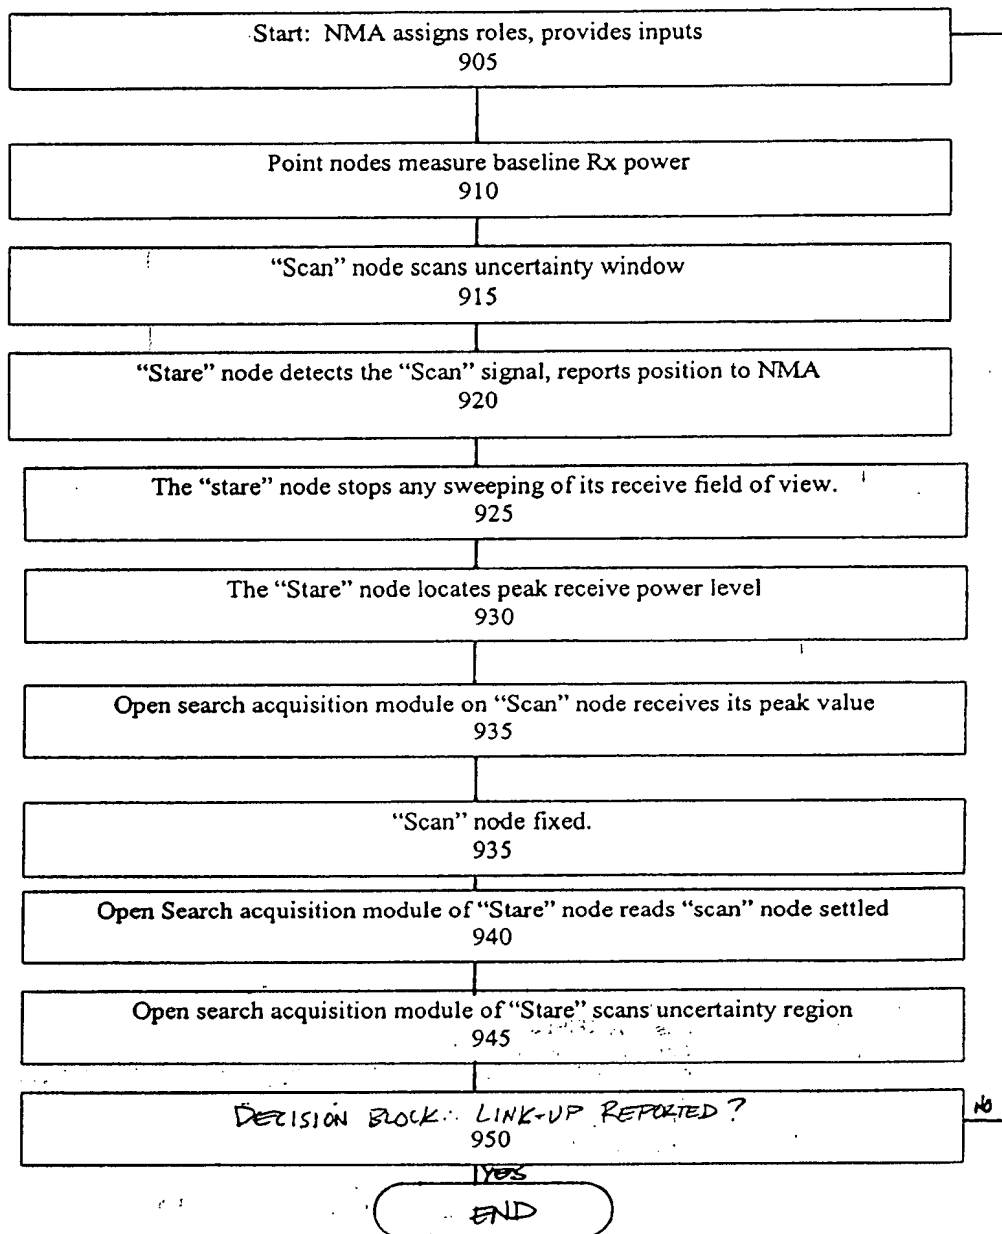 Start: NMA assigns roles, provides inputs
905
Point nodes measure baseline Rx power
910
“Scan” node scans uncertainty window
915
“Stare” node detects the “Scan” signal, reports position to NMA
920
The “stare” node stops any sweeping of its receive field of view.
925
The “Stare” node locates peak receive power level
930
Open search acquisition module on “Scan” node receives its peak value
935
“Scan” node fixed.
935
Open Search acquisition module of “Stare” node reads “scan” node settled
940
Open search acquisition module of “Stare” scans uncertainty region
945
DECISION BLOCK: LINK-UP REPORTED?
950
NO
YES
END